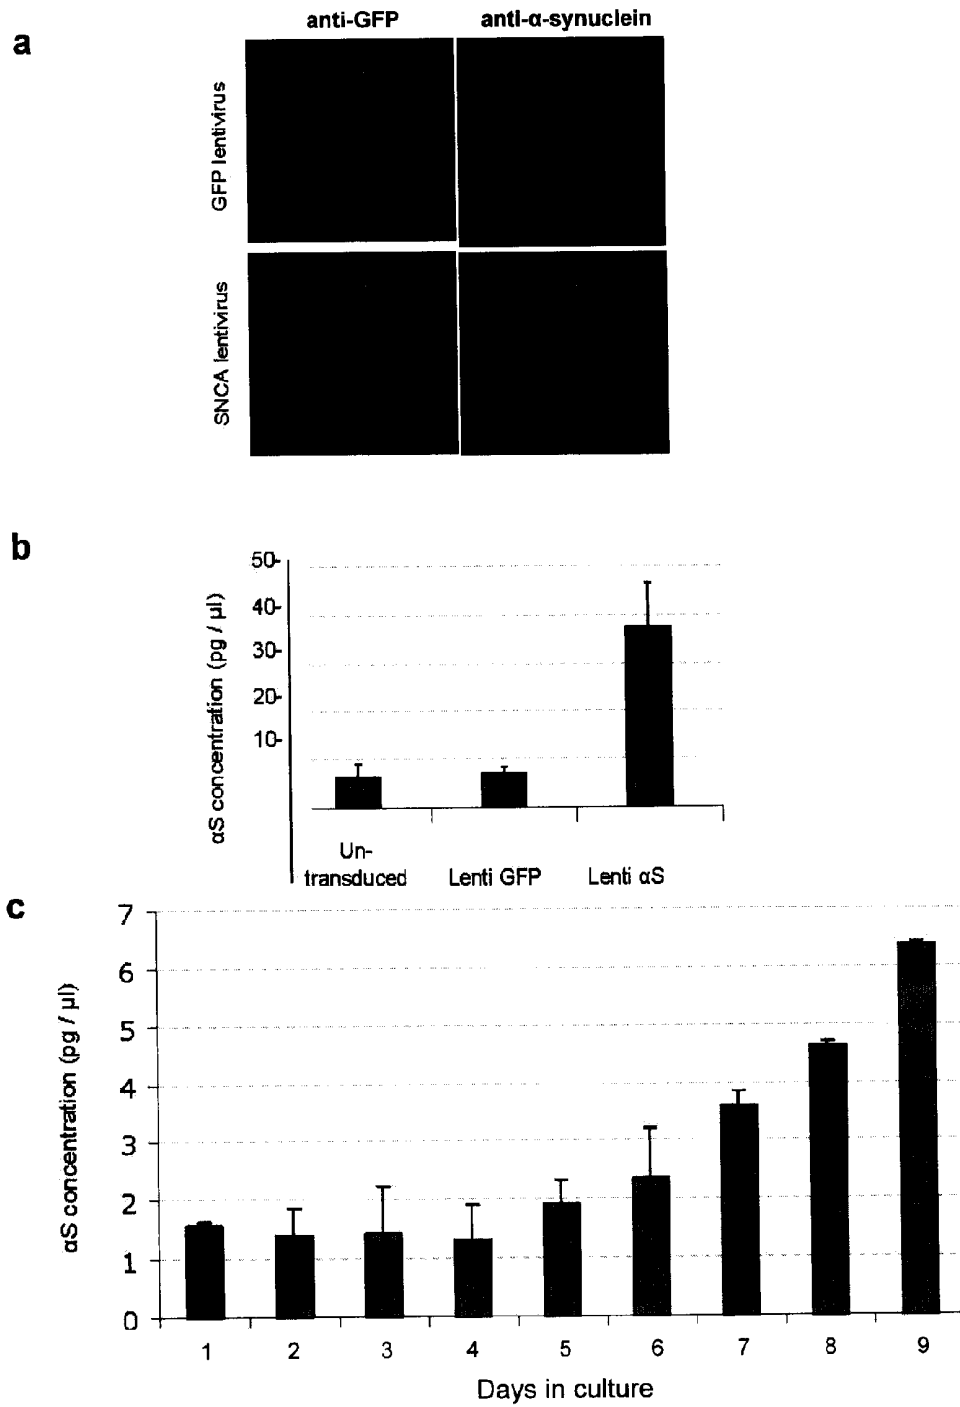 a
anti-GFP
antI-α-synuclein
GFP lentivirus
SNCA lentivirus
b
αS concentration (pg / µl)
50-
40-
30-
20-
10-
Un-
transduced
Lenti GFP
Lenti αS
c
αS concentration (pg / µl)
7
6
5
4
3
2
1
0
1 2 3 4 5 6 7 8 9
Days in culture